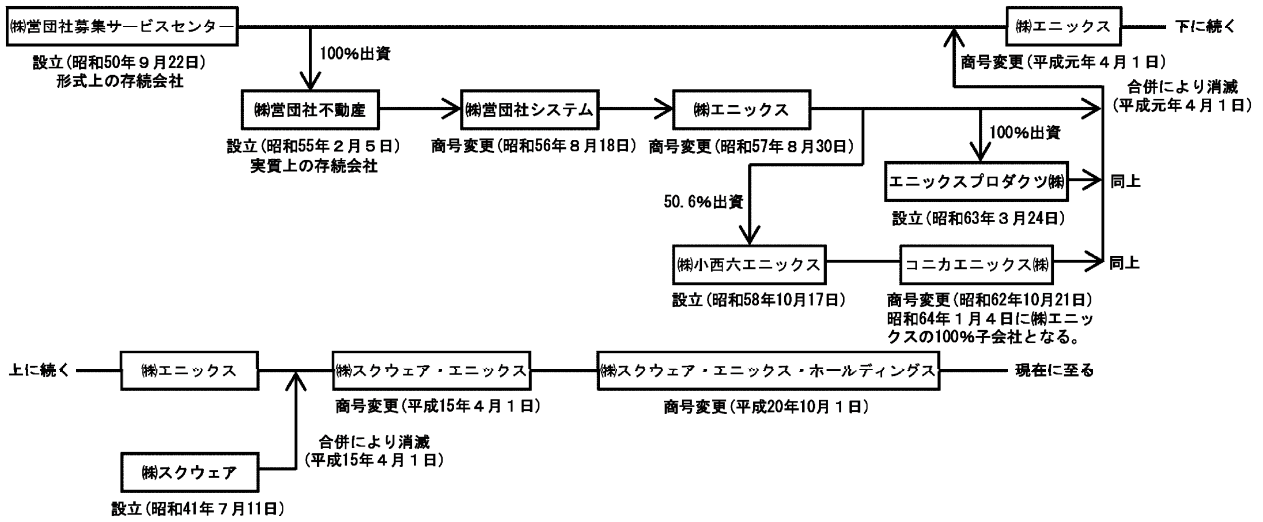 ㈱営団社募集サービスセンター
㈱エニックス
下に続く
設立(昭和50年9月22日)
形式上の存続会社
100%出資
商号変更(平成元年4月1日)
合併により消滅
(平成元年4月1日)
㈱営団社不動産
㈱営団社システム
㈱エニックス
設立(昭和55年2月5日)
実質上の存続会社
商号変更(昭和56年8月18日)
商号変更(昭和57年8月30日)
100%出資
エニックスプロダクツ㈱
同上
50.6%出資
設立(昭和63年3月24日)
㈱小西六エニックス
コニカエニックス㈱
同上
設立(昭和58年10月17日)
商号変更(昭和62年10月21日)
昭和64年1月4日に㈱エニッ
クスの100%子会社となる。
上に続く
㈱エニックス
㈱スクウェア・エニックス
㈱スクウェア・エニックス・ホールディングス
現在に至る
商号変更(平成15年4月1日)
商号変更(平成20年10月1日)
合併により消滅
(平成15年4月1日)
㈱スクウェア
設立(昭和41年7月11日)